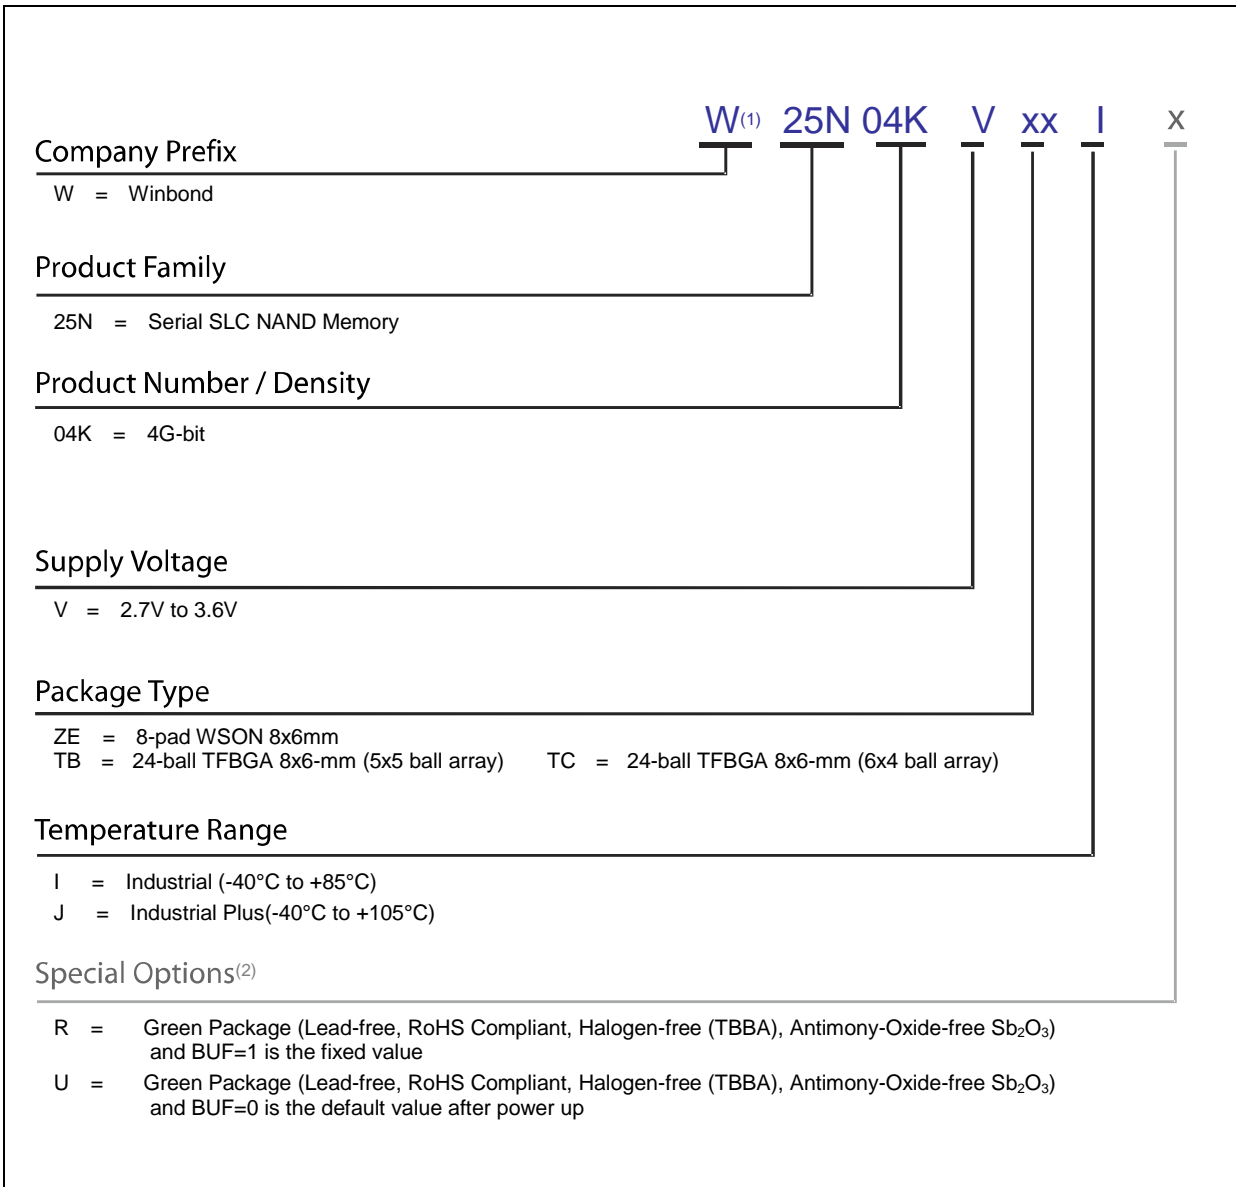 W(1) 25N 04K V xx I x
Company Prefix
W = Winbond
Product Family
25N = Serial SLC NAND Memory
Product Number / Density
04K = 4G-bit
Supply Voltage
V = 2.7V to 3.6V
Package Type
ZE = 8-pad WSON 8x6mm
TB = 24-ball TFBGA 8x6-mm (5x5 ball array) TC = 24-ball TFBGA 8x6-mm (6x4 ball array)
Temperature Range
I = Industrial (-40°C to +85°C)
J = Industrial Plus(-40°C to +105°C)
Special Options(2)
R = Green Package (Lead-free, RoHS Compliant, Halogen-free (TBBA), Antimony-Oxide-free Sb₂O₃)
and BUF=1 is the fixed value
U = Green Package (Lead-free, RoHS Compliant, Halogen-free (TBBA), Antimony-Oxide-free Sb₂O₃)
and BUF=0 is the default value after power up